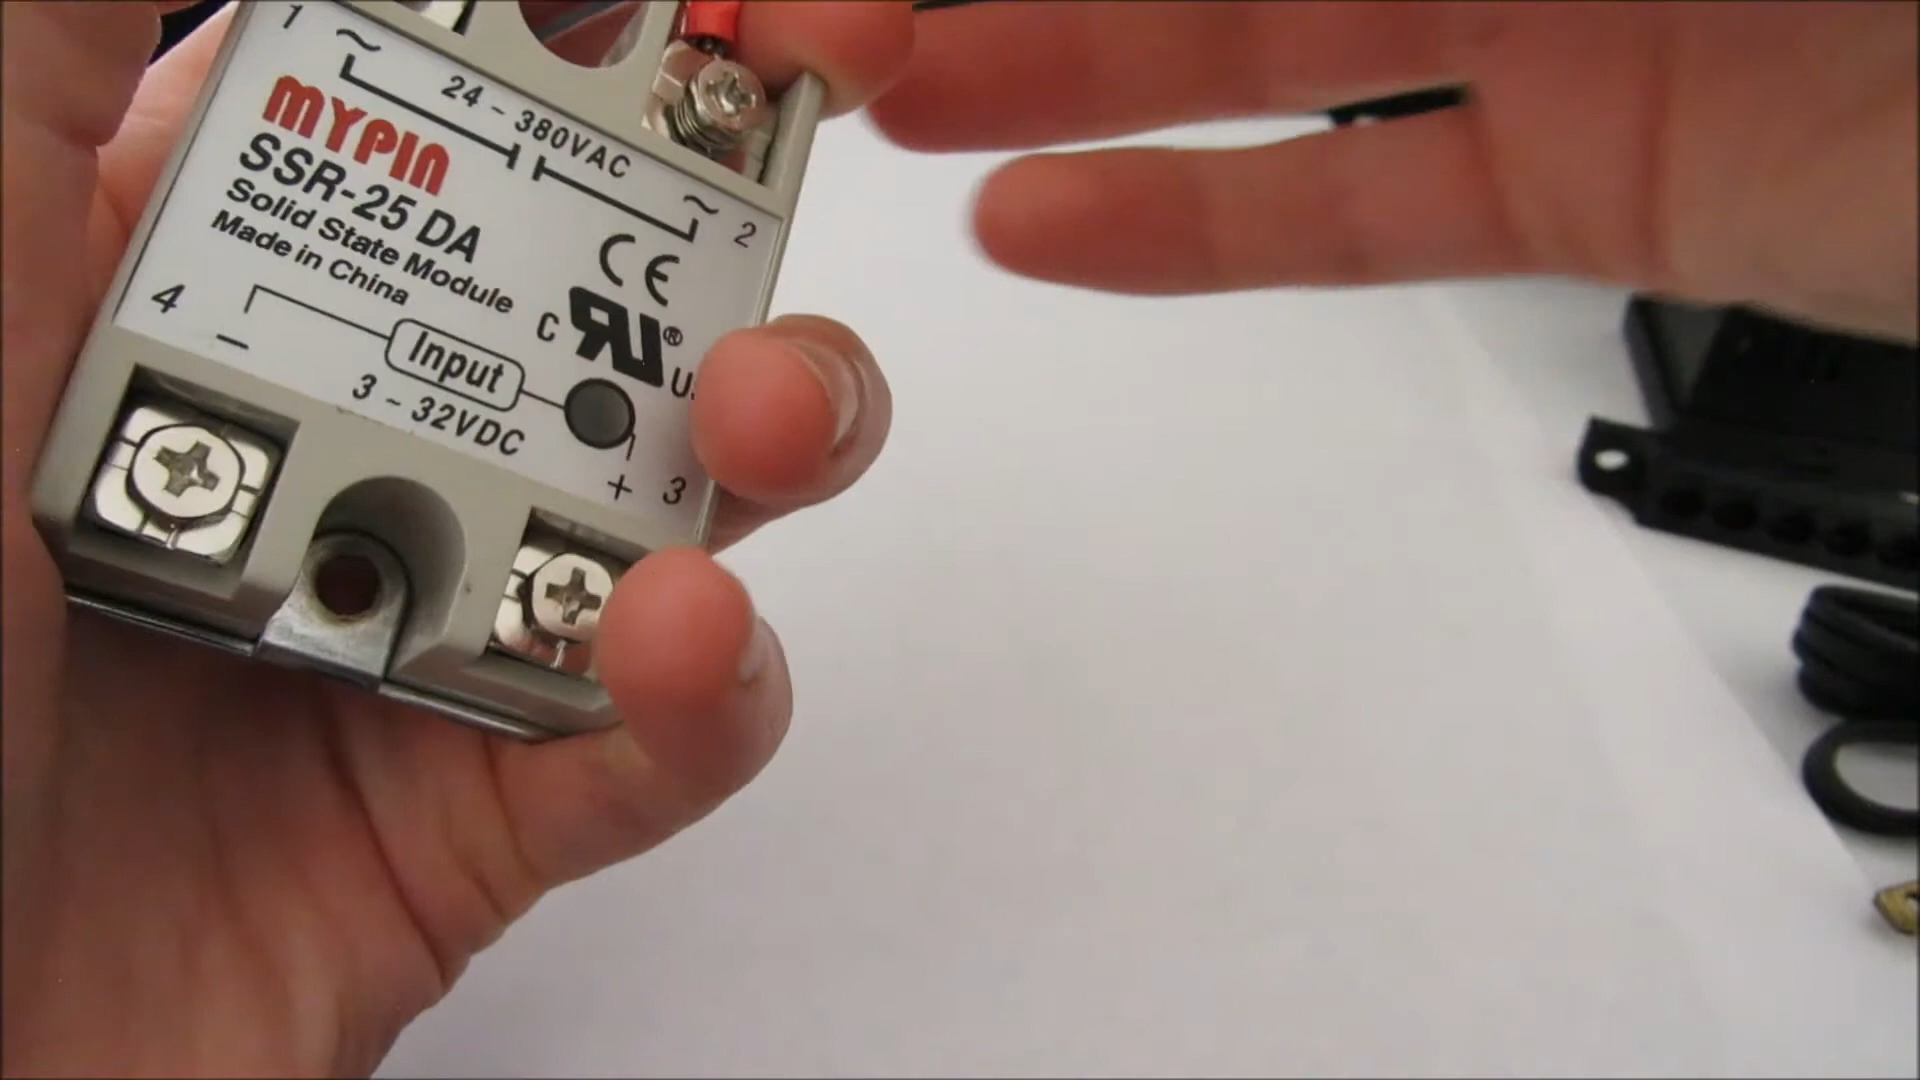 1 ~
24 ~ 380VAC
MYPIN
SSR-25 DA
Solid State Module
Made in China
~ 2
CE
C RU® U
4
−
Input
3 ~ 32VDC
+ 3